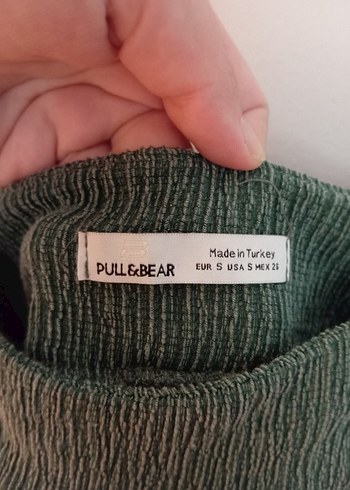 PULL&BEAR
Made in Turkey
EUR S USA S MEX 26